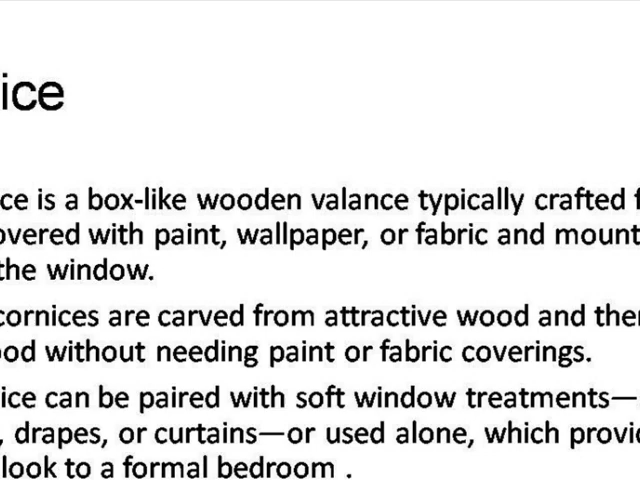 ice
ce is a box-like wooden valance typically crafted f
overed with paint, wallpaper, or fabric and mount
the window.
cornices are carved from attractive wood and the
ood without needing paint or fabric coverings.
ice can be paired with soft window treatments—
, drapes, or curtains—or used alone, which provi
look to a formal bedroom .